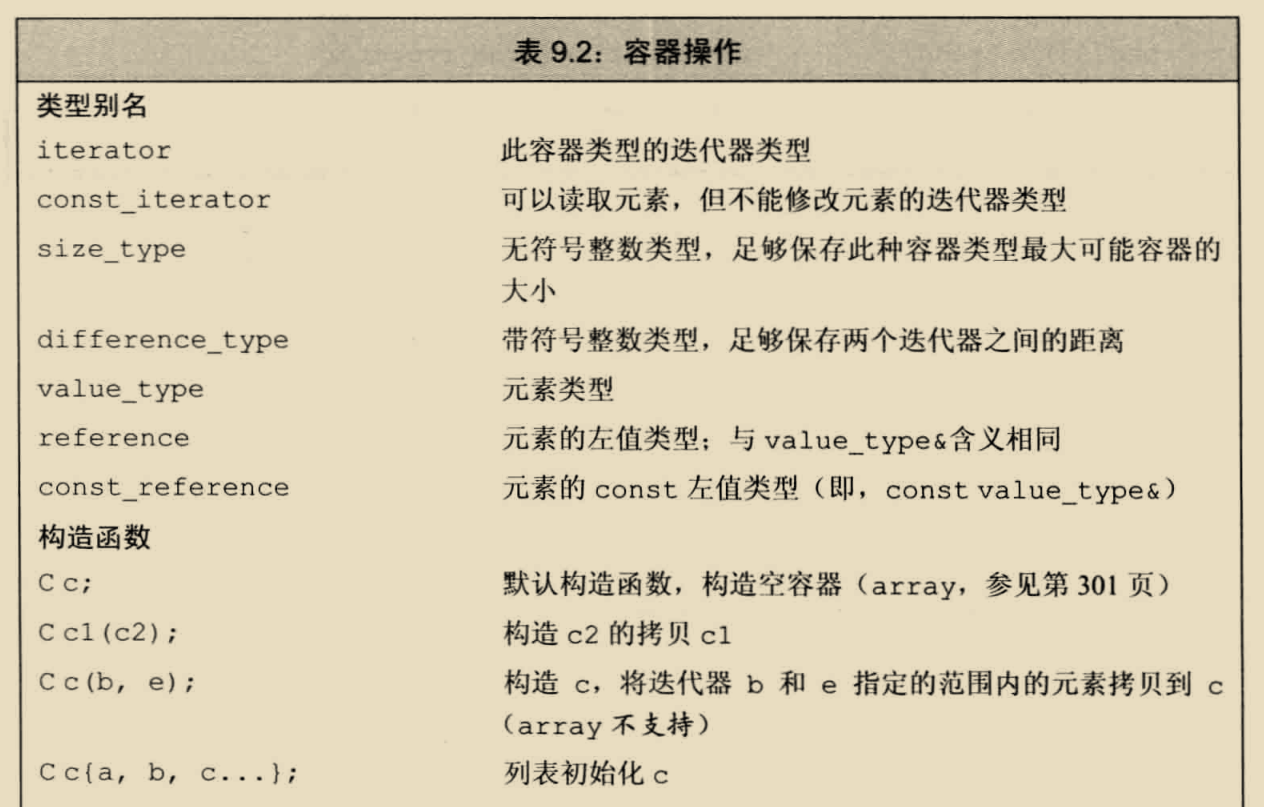 表 9.2：容器操作
类型别名
iterator 此容器类型的迭代器类型
const_iterator 可以读取元素，但不能修改元素的迭代器类型
size_type 无符号整数类型，足够保存此种容器类型最大可能容器的
大小
difference_type 带符号整数类型，足够保存两个迭代器之间的距离
value_type 元素类型
reference 元素的左值类型；与 value_type&含义相同
const_reference 元素的 const 左值类型（即，const value_type&）
构造函数
C c; 默认构造函数，构造空容器（array，参见第 301 页）
C c1(c2); 构造 c2 的拷贝 c1
C c(b, e); 构造 c，将迭代器 b 和 e 指定的范围内的元素拷贝到 c
（array 不支持）
C c{a, b, c...}; 列表初始化 c